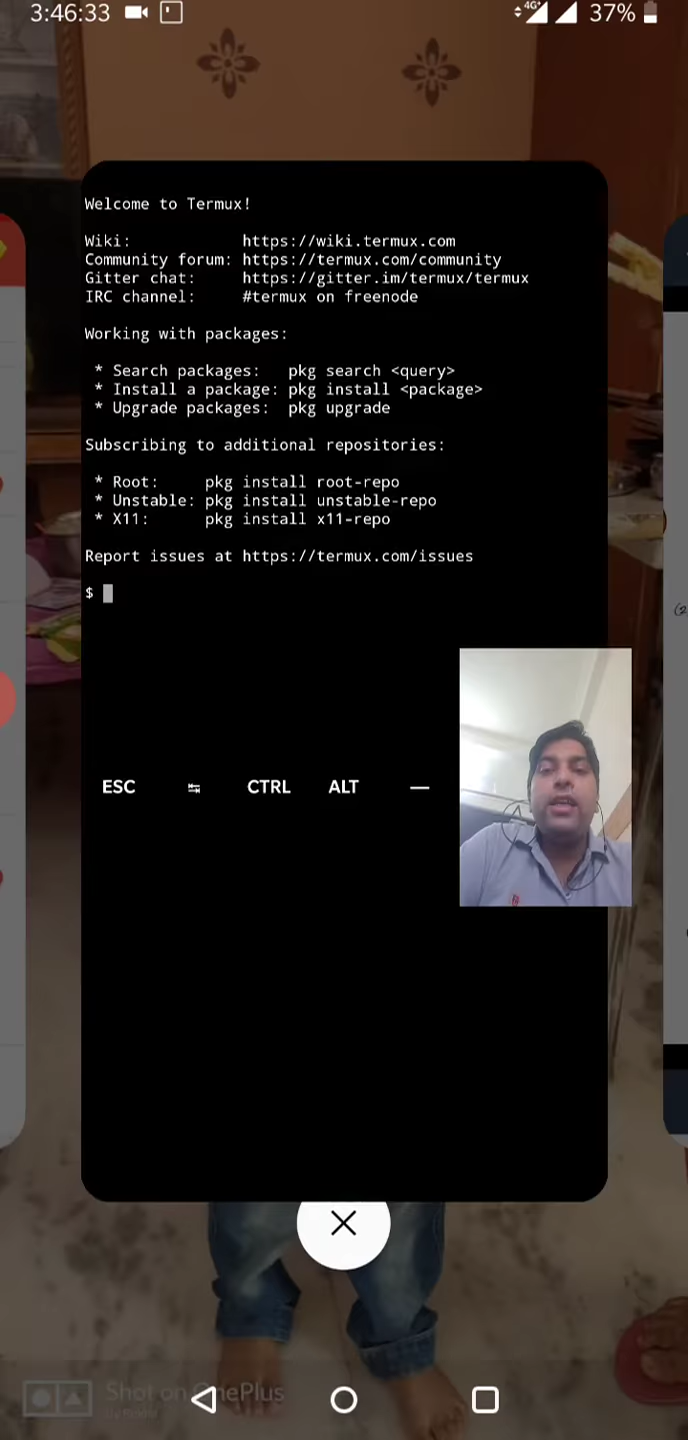 3:46:33
4G+
37%
Welcome to Termux!
Wiki: https://wiki.termux.com
Community forum: https://termux.com/community
Gitter chat: https://gitter.im/termux/termux
IRC channel: #termux on freenode
Working with packages:
* Search packages: pkg search <query>
* Install a package: pkg install <package>
* Upgrade packages: pkg upgrade
Subscribing to additional repositories:
* Root: pkg install root-repo
* Unstable: pkg install unstable-repo
* X11: pkg install x11-repo
Report issues at https://termux.com/issues
$
ESC ↹ CTRL ALT —
Shot on OnePlus